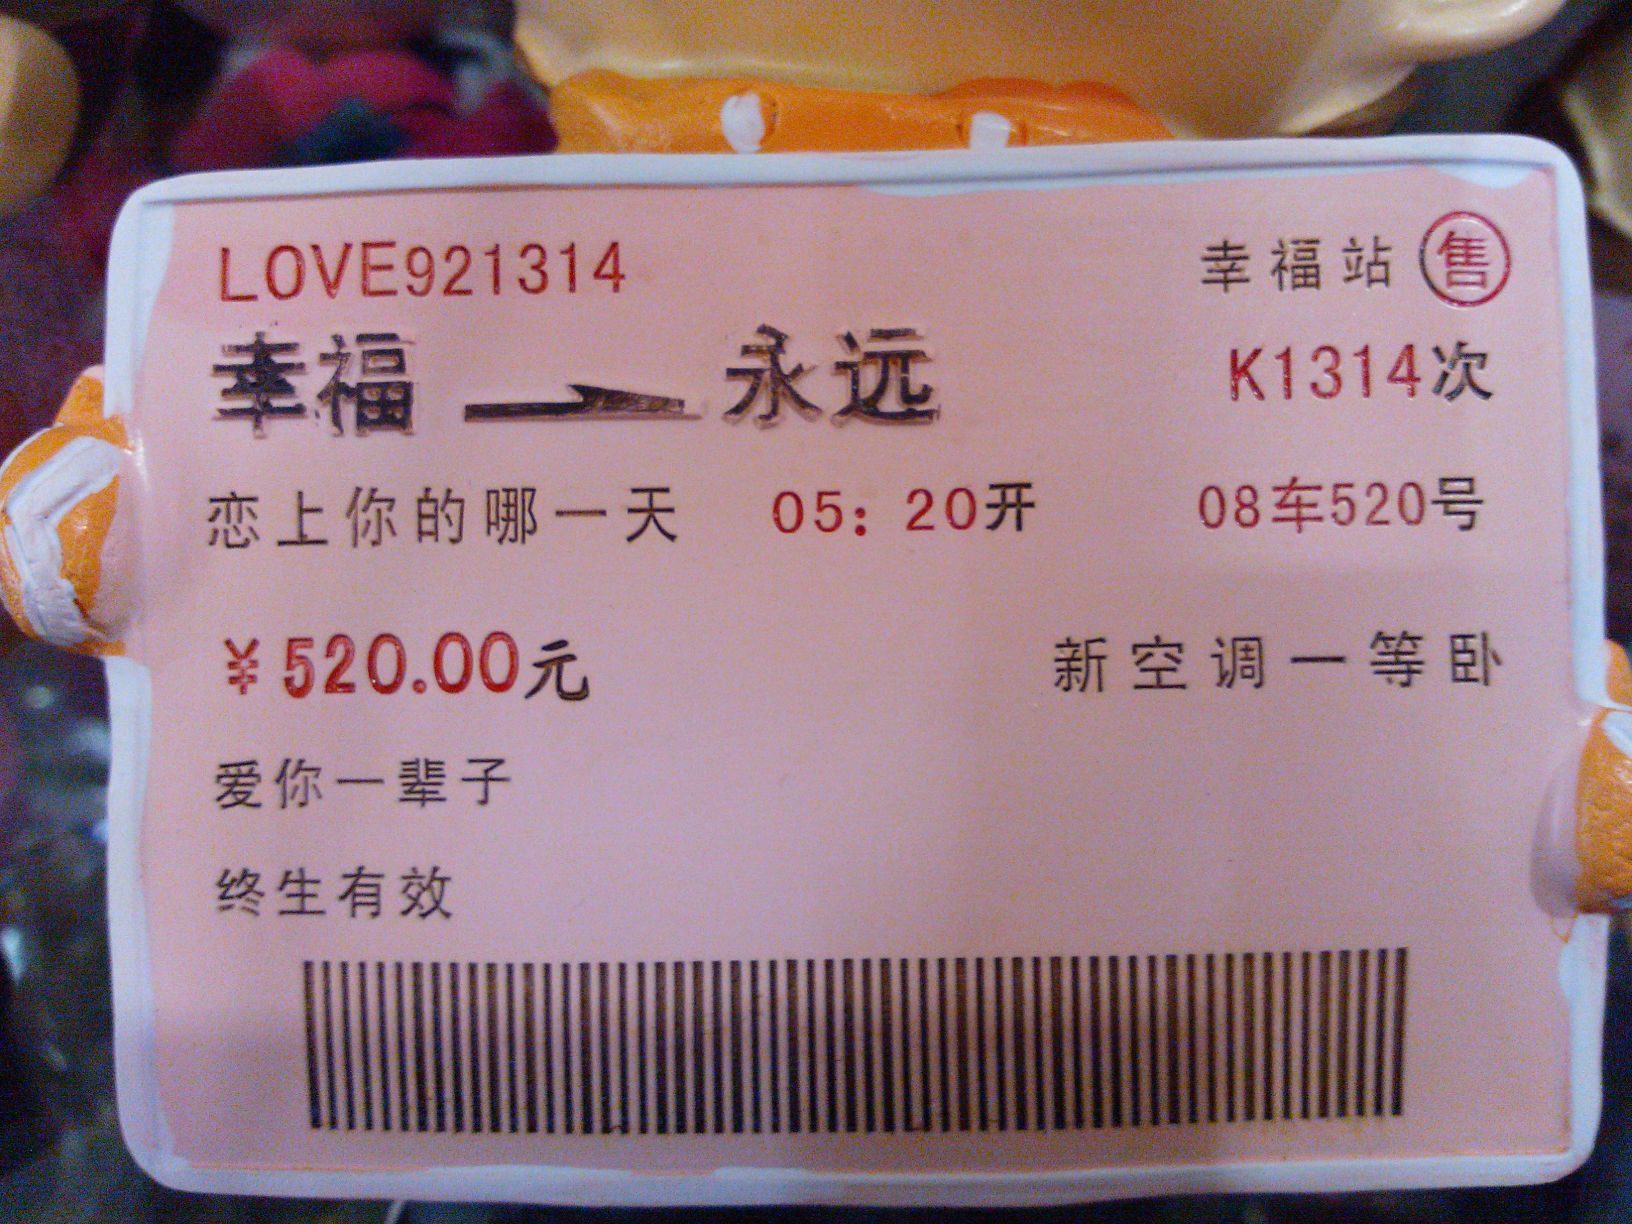 LOVE921314 幸福站 售
幸福 永远 K1314次
恋上你的哪一天 05：20开 08车520号
¥520.00元 新空调一等卧
爱你一辈子
终生有效